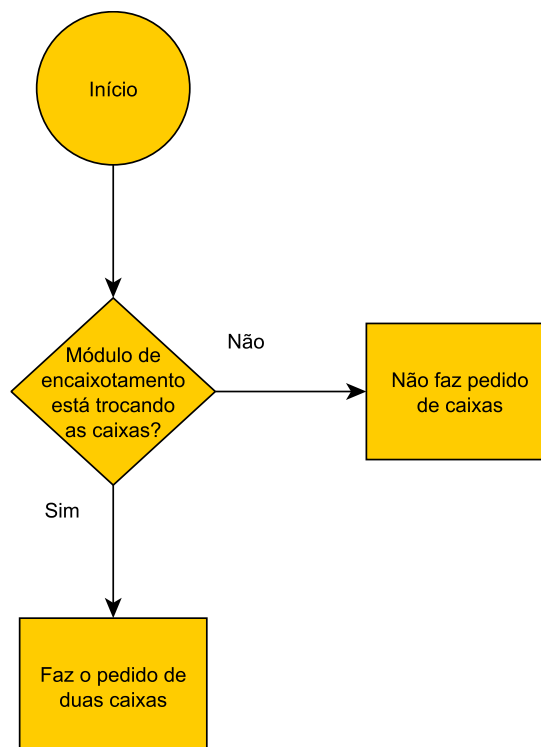 Início
Módulo de
encaixotamento
está trocando
as caixas?
Não
Não faz pedido
de caixas
Sim
Faz o pedido de
duas caixas